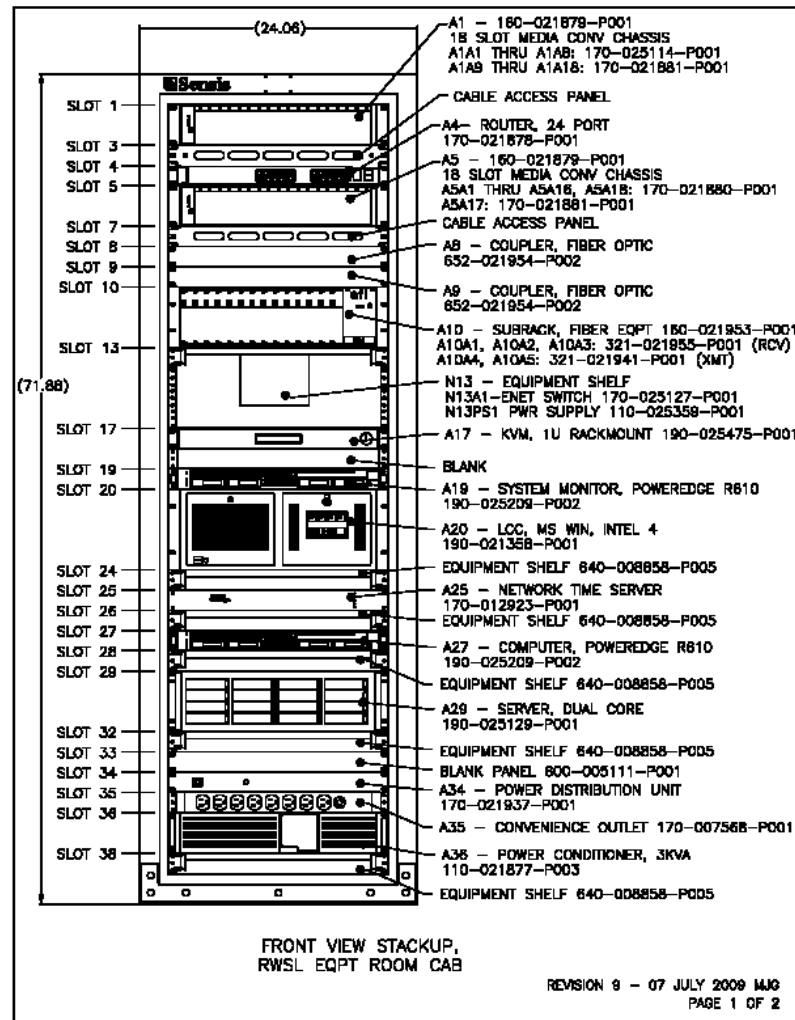 (24.06)
(71.88)
Sensis
SLOT 1
SLOT 3
SLOT 4
SLOT 5
SLOT 7
SLOT 8
SLOT 9
SLOT 10
SLOT 13
SLOT 17
SLOT 19
SLOT 20
SLOT 24
SLOT 25
SLOT 26
SLOT 27
SLOT 28
SLOT 29
SLOT 32
SLOT 33
SLOT 34
SLOT 35
SLOT 36
SLOT 38
A1 – 160–021879–P001
18 SLOT MEDIA CONV CHASSIS
A1A1 THRU A1A8: 170–025114–P001
A1A9 THRU A1A18: 170–021881–P001
CABLE ACCESS PANEL
A4– ROUTER, 24 PORT
170–021878–P001
A5 – 160–021879–P001
18 SLOT MEDIA CONV CHASSIS
A5A1 THRU A5A16, A5A18: 170–021880–P001
A5A17: 170–021881–P001
CABLE ACCESS PANEL
A8 – COUPLER, FIBER OPTIC
652–021954–P002
A9 – COUPLER, FIBER OPTIC
652–021954–P002
A10 – SUBRACK, FIBER EQPT 160–021953–P001
A10A1, A10A2, A10A3: 321–021955–P001 (RCV)
A10A4, A10A5: 321–021941–P001 (XMT)
N13 – EQUIPMENT SHELF
N13A1–ENET SWITCH 170–025127–P001
N13PS1 PWR SUPPLY 110–025359–P001
A17 – KVM, 1U RACKMOUNT 190–025475–P001
BLANK
A19 – SYSTEM MONITOR, POWEREDGE R610
190–025209–P002
A20 – LCC, MS WIN, INTEL 4
190–021358–P001
EQUIPMENT SHELF 640–008858–P005
A25 – NETWORK TIME SERVER
170–012923–P001
EQUIPMENT SHELF 640–008858–P005
A27 – COMPUTER, POWEREDGE R610
190–025209–P002
EQUIPMENT SHELF 640–008858–P005
A29 – SERVER, DUAL CORE
190–025129–P001
EQUIPMENT SHELF 640–008858–P005
BLANK PANEL 600–005111–P001
A34 – POWER DISTRIBUTION UNIT
170–021937–P001
A35 – CONVENIENCE OUTLET 170–007568–P001
A36 – POWER CONDITIONER, 3KVA
110–021877–P003
EQUIPMENT SHELF 640–008858–P005
FRONT VIEW STACKUP,
RWSL EQPT ROOM CAB
REVISION 9 – 07 JULY 2009 MJG
PAGE 1 OF 2